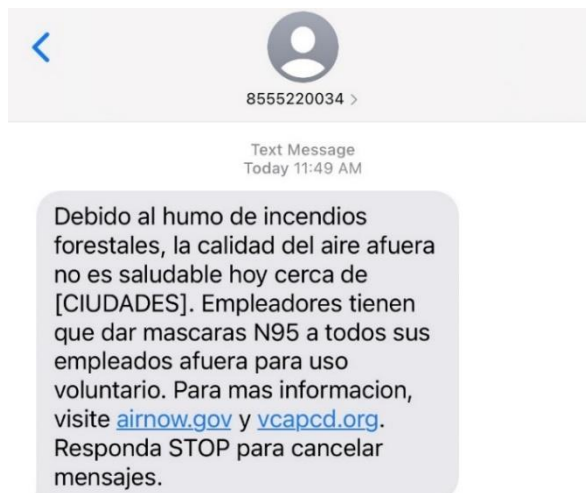 8555220034 >
Text Message
Today 11:49 AM
Debido al humo de incendios
forestales, la calidad del aire afuera
no es saludable hoy cerca de
[CIUDADES]. Empleadores tienen
que dar mascaras N95 a todos sus
empleados afuera para uso
voluntario. Para mas informacion,
visite airnow.gov y vcapcd.org.
Responda STOP para cancelar
mensajes.